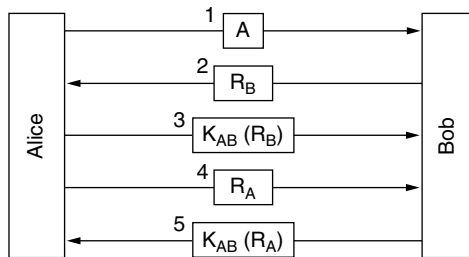 Alice
Bob
1 A
2 R_B
3 K_AB (R_B)
4 R_A
5 K_AB (R_A)